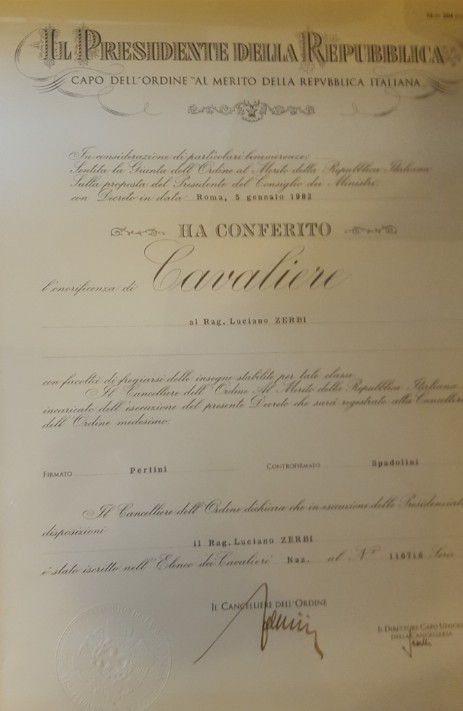 IL PRESIDENTE DELLA REPUBBLICA
CAPO DELL'ORDINE "AL MERITO DELLA REPVBBLICA ITALIANA
In considerazione di particolari benemerenze;
Sentita la Giunta dell'Ordine al Merito della Repubblica Italiana
Sulla proposta del Presidente del Consiglio dei Ministri
con Decreto in data Roma, 5 gennaio 1982
HA CONFERITO
l'onorificenza di Cavaliere
al Rag. Luciano ZERBI
con facoltà di fregiarsi delle insegne stabilite per tale classe.
Il Cancelliere dell'Ordine Al Merito della Repubblica Italiana è
incaricato dell'esecuzione del presente Decreto che sarà registrato alla Cancelleria
dell'Ordine medesimo.
FIRMATO Pertini CONTROFIRMATO Spadolini
Il Cancelliere dell'Ordine dichiara che in esecuzione delle Presidenziali
disposizioni
il Rag. Luciano ZERBI
è stato iscritto nell'Elenco dei Cavalieri Naz. al N° 116716 Serie
IL CANCELLIERE DELL'ORDINE
IL DIRETTORE CAPO
DELLA CANCELLERIA